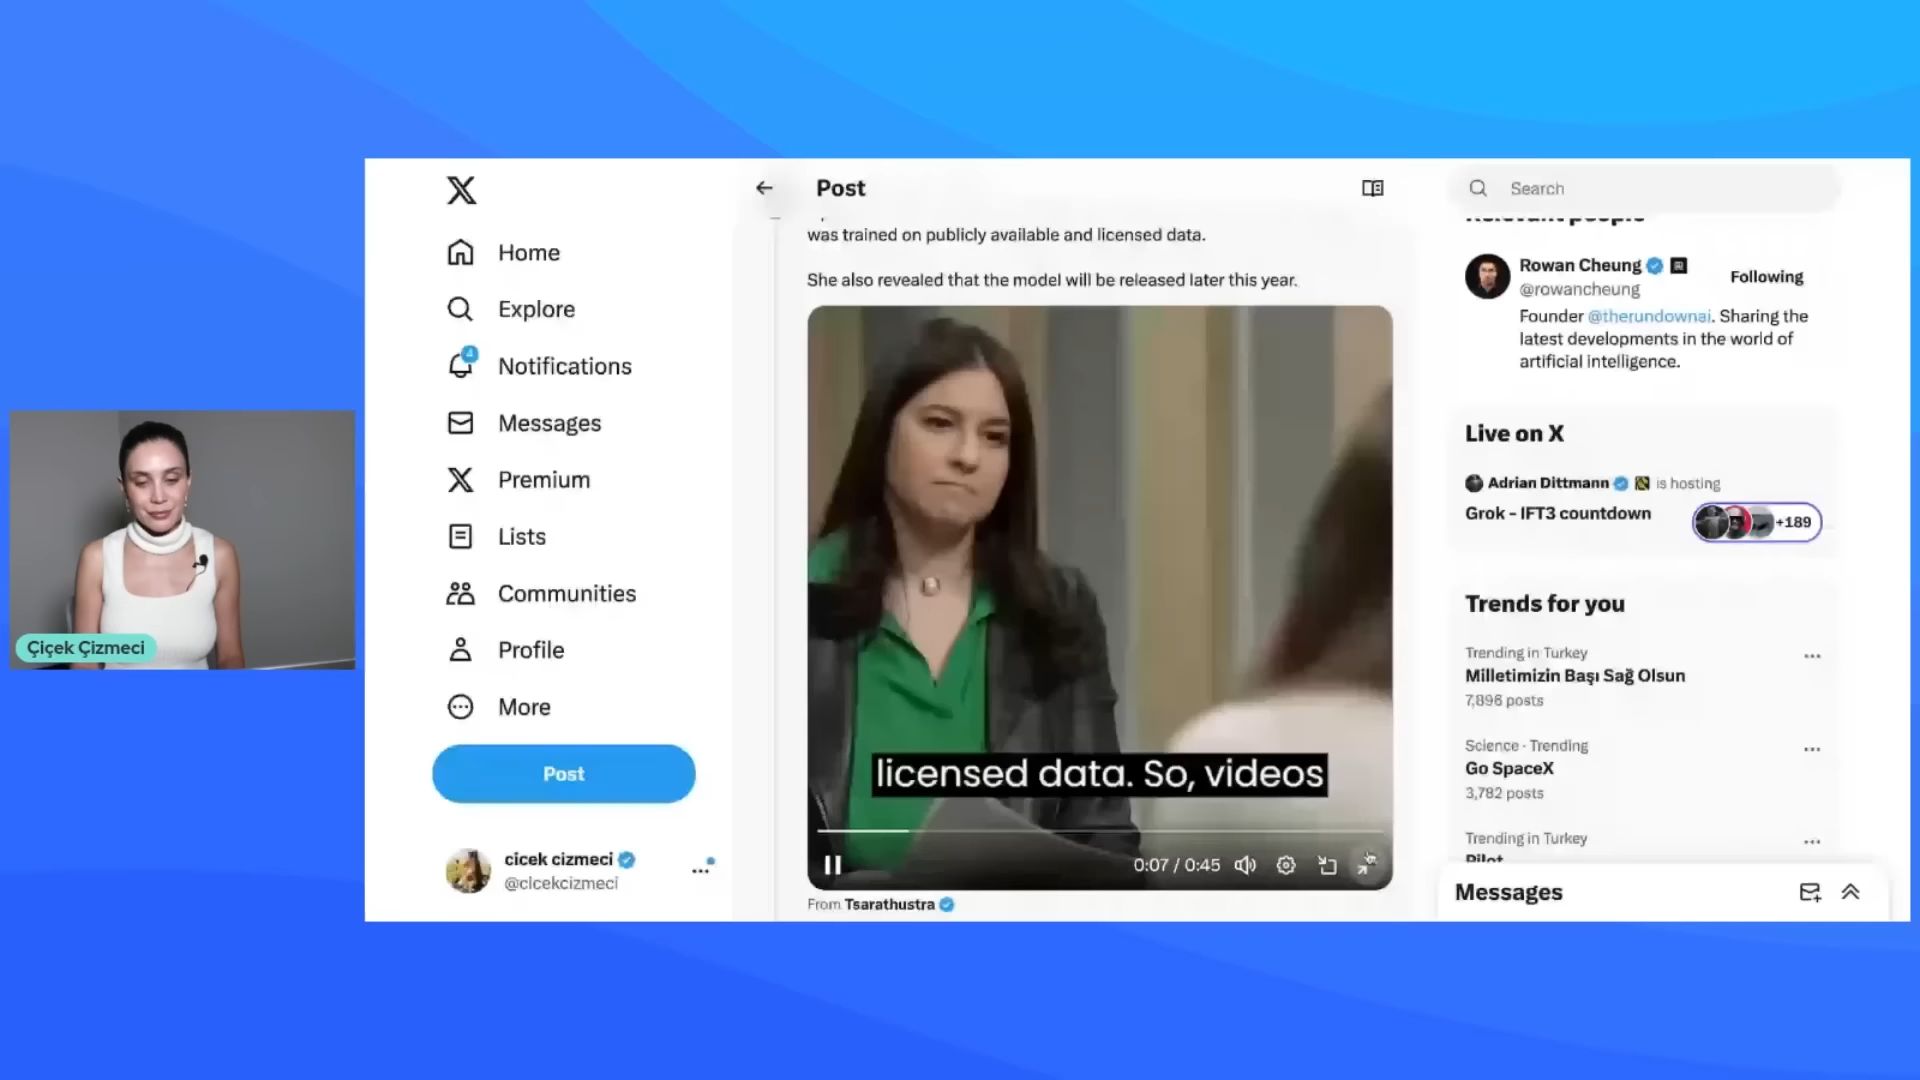 Post
Search
Relevant people
was trained on publicly available and licensed data.
She also revealed that the model will be released later this year.
Home
Explore
4
Notifications
Messages
Premium
Lists
Communities
Profile
More
Post
cicek cizmeci
@cicekcizmeci
Çiçek Çizmeci
licensed data. So, videos
0:07 / 0:45
From Tsarathustra
Rowan Cheung
@rowancheung
Following
Founder @therundownai. Sharing the
latest developments in the world of
artificial intelligence.
Live on X
Adrian Dittmann is hosting
Grok - IFT3 countdown
+189
Trends for you
Trending in Turkey
Milletimizin Başı Sağ Olsun
7,896 posts
Science · Trending
Go SpaceX
3,782 posts
Trending in Turkey
Pilot
Messages